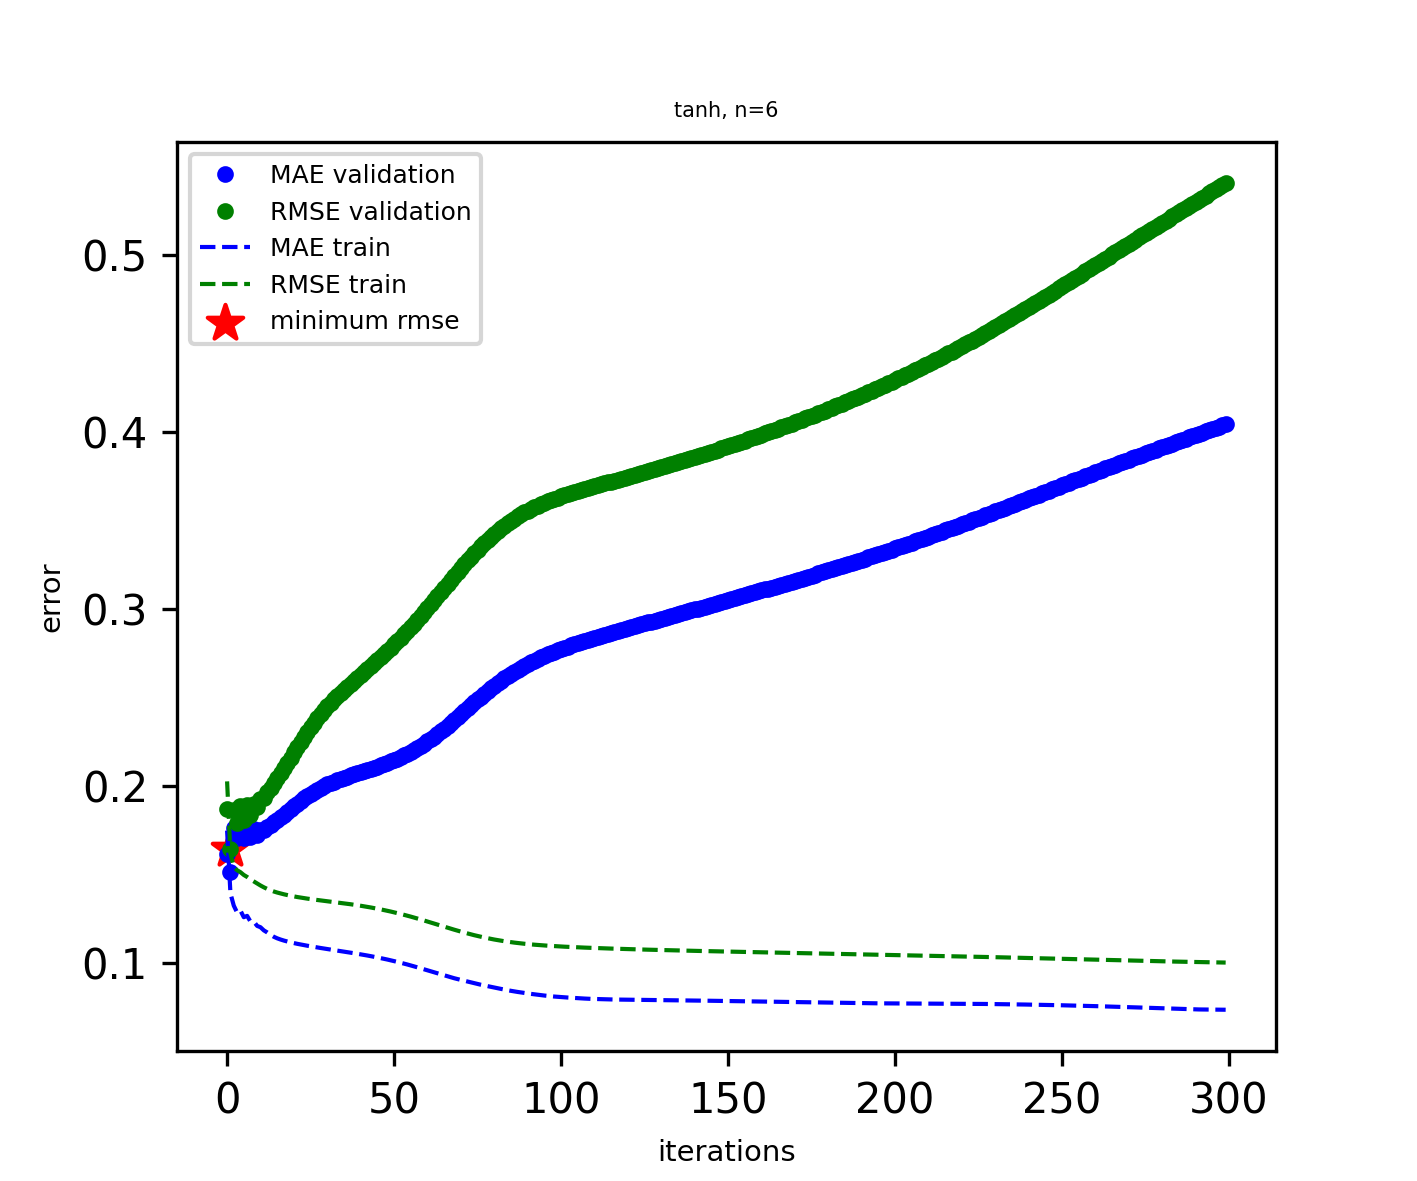 tanh, n=6
MAE validation
RMSE validation
MAE train
RMSE train
minimum rmse
0.5
0.4
0.3
0.2
0.1
error
0 50 100 150 200 250 300
iterations